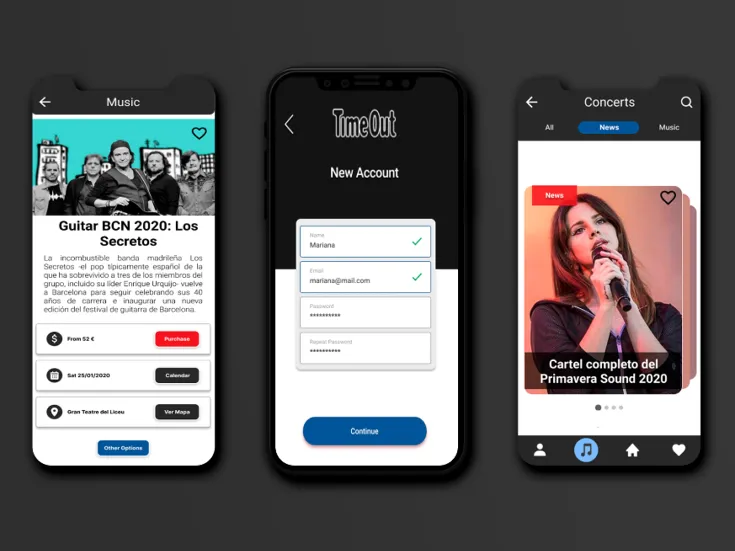 Music
Guitar BCN 2020: Los
Secretos
La incombustible banda madrileña Los
Secretos -el pop típicamente español de la
que ha sobrevivido a tres de los miembros del
grupo, incluido su líder Enrique Urquijo- vuelve
a Barcelona para seguir celebrando sus 40
años de carrera e inaugurar una nueva
edición del festival de guitarra de Barcelona.
$ From 52 € Purchase
Sat 25/01/2020 Calendar
Gran Teatre del Liceu Ver Mapa
Other Options
Time Out
New Account
Name
Mariana
Email
mariana@mail.com
Password
**********
Repeat Password
**********
Continue
Concerts
All News Music
News
Cartel completo del
Primavera Sound 2020